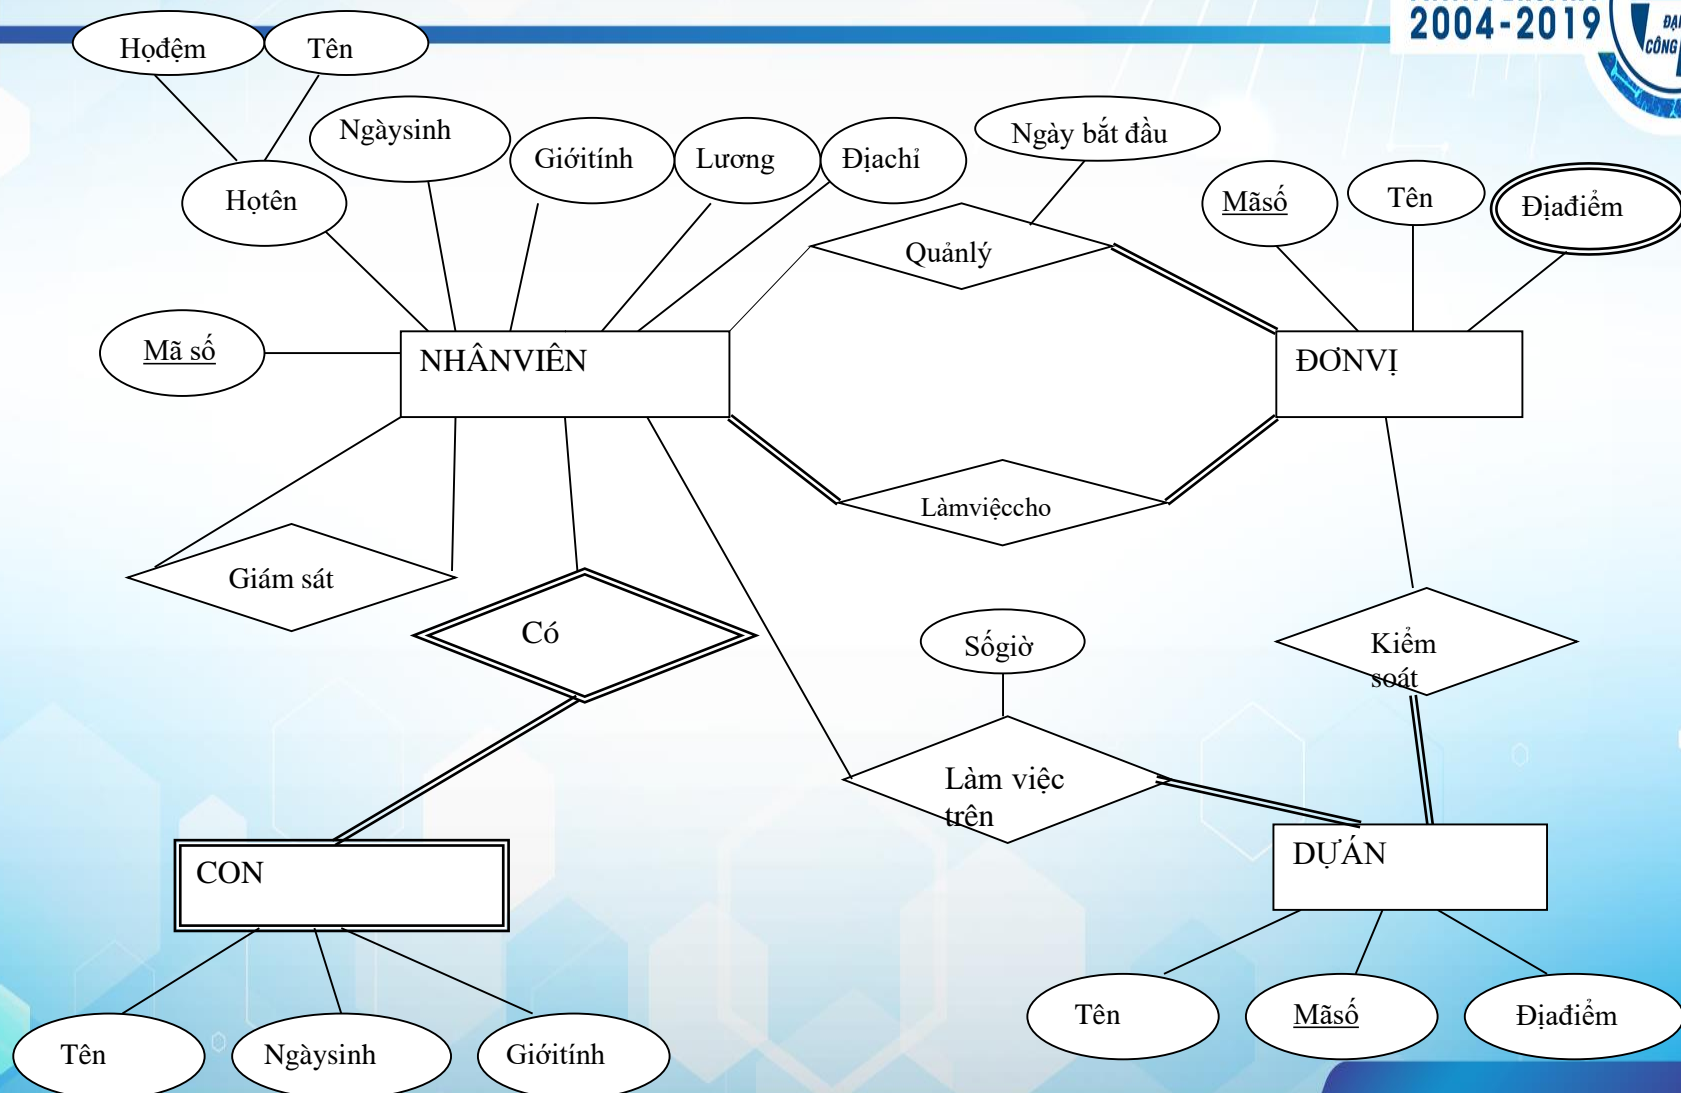 2004-2019
ĐẠI
CÔNG
Họđệm
Tên
Ngàysinh
Giớitính
Lương
Địachỉ
Ngày bắt đầu
Họtên
Mãsố
Tên
Địađiểm
Quảnlý
Mã số
NHÂNVIÊN
ĐƠNVỊ
Làmviệccho
Giám sát
Có
Sốgiờ
Kiểm
soát
Làm việc
trên
CON
DỰÁN
Tên
Ngàysinh
Giớitính
Tên
Mãsố
Địađiểm